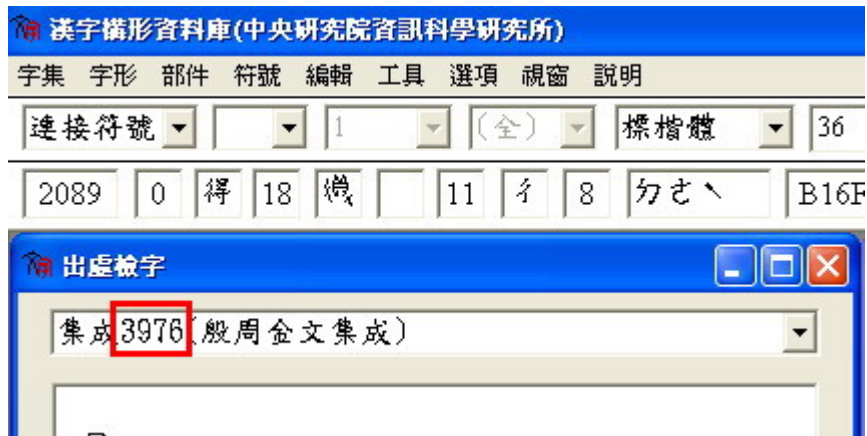 漢字構形資料庫(中央研究院資訊科學研究所)
字集 字形 部件 符號 編輯 工具 選項 視窗 說明
連接符號 1 (全) 標楷體 36
2089 0 得 18 11 彳 8 ㄉㄜˊ B16F
出處檢字
集成3976(殷周金文集成)